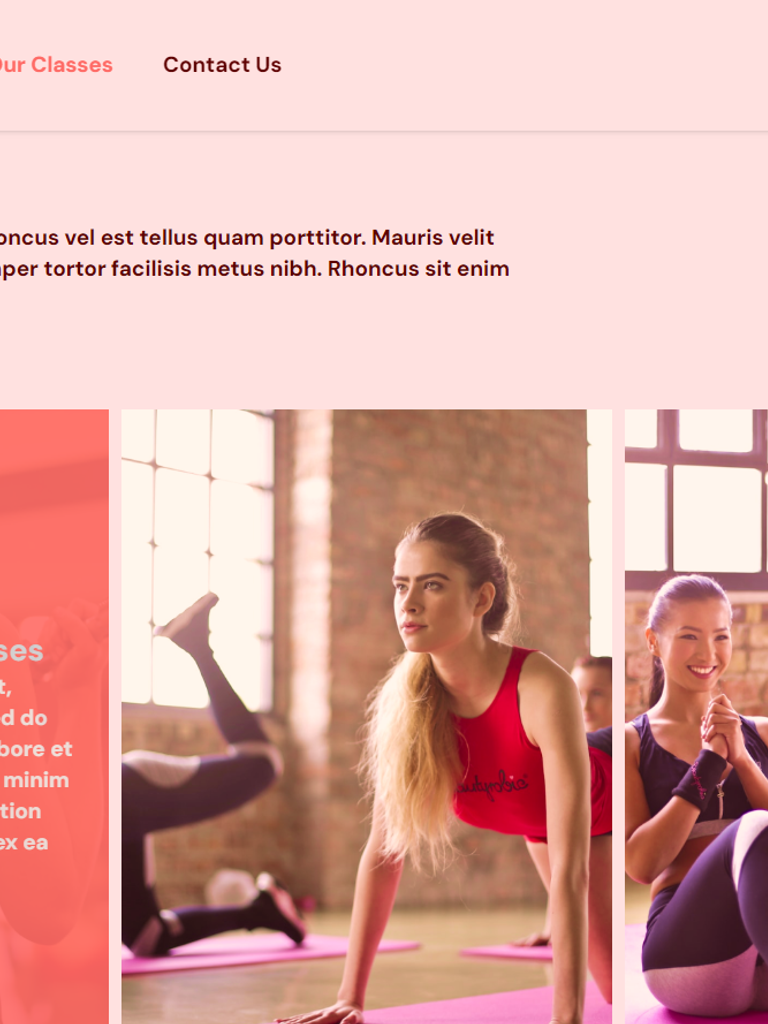 Our Classes Contact Us
oncus vel est tellus quam porttitor. Mauris velit
per tortor facilisis metus nibh. Rhoncus sit enim
ses
t,
d do
bore et
minim
tion
ex ea